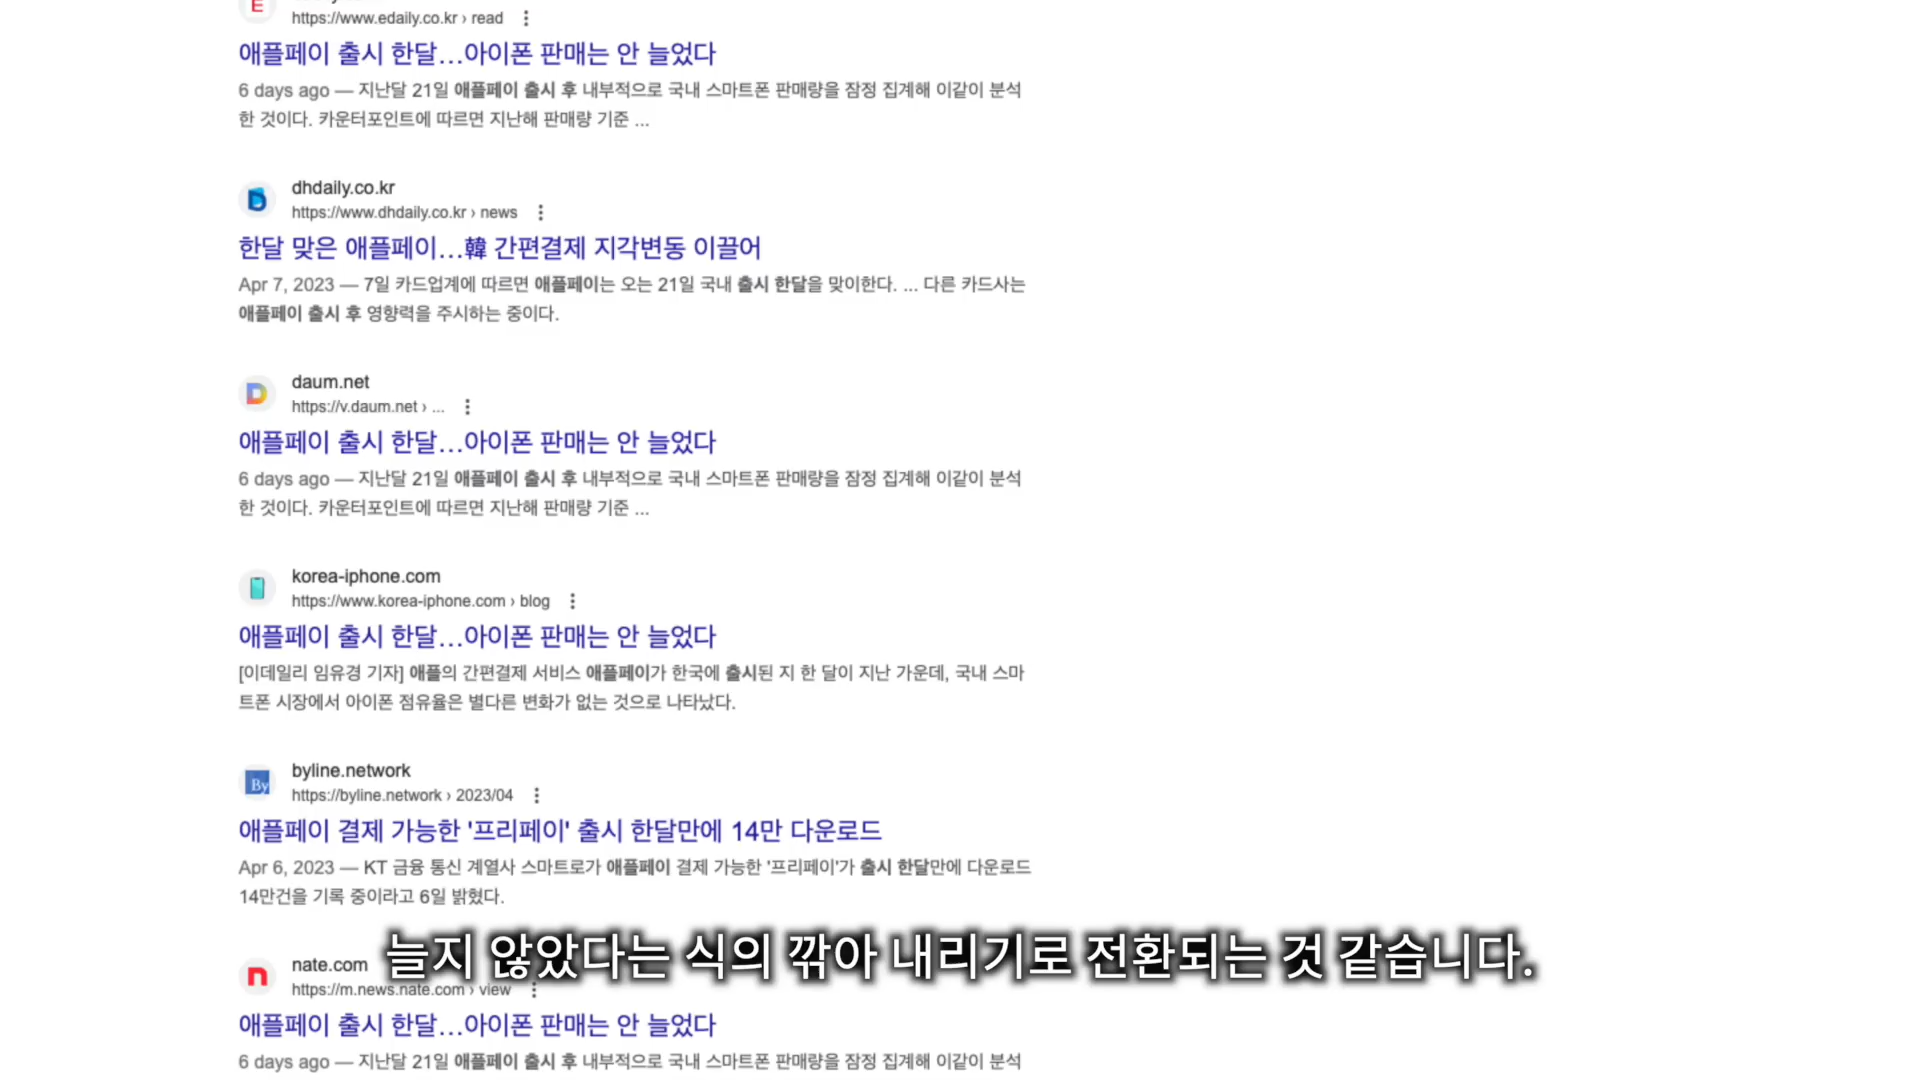 https://www.edaily.co.kr › read
애플페이 출시 한달…아이폰 판매는 안 늘었다
6 days ago — 지난달 21일 애플페이 출시 후 내부적으로 국내 스마트폰 판매량을 잠정 집계해 이같이 분석
한 것이다. 카운터포인트에 따르면 지난해 판매량 기준 ...
dhdaily.co.kr
https://www.dhdaily.co.kr › news
한달 맞은 애플페이…韓 간편결제 지각변동 이끌어
Apr 7, 2023 — 7일 카드업계에 따르면 애플페이는 오는 21일 국내 출시 한달을 맞이한다. ... 다른 카드사는
애플페이 출시 후 영향력을 주시하는 중이다.
daum.net
https://v.daum.net › ...
애플페이 출시 한달…아이폰 판매는 안 늘었다
6 days ago — 지난달 21일 애플페이 출시 후 내부적으로 국내 스마트폰 판매량을 잠정 집계해 이같이 분석
한 것이다. 카운터포인트에 따르면 지난해 판매량 기준 ...
korea-iphone.com
https://www.korea-iphone.com › blog
애플페이 출시 한달…아이폰 판매는 안 늘었다
[이데일리 임유경 기자] 애플의 간편결제 서비스 애플페이가 한국에 출시된 지 한 달이 지난 가운데, 국내 스마
트폰 시장에서 아이폰 점유율은 별다른 변화가 없는 것으로 나타났다.
byline.network
https://byline.network › 2023/04
애플페이 결제 가능한 '프리페이' 출시 한달만에 14만 다운로드
Apr 6, 2023 — KT 금융 통신 계열사 스마트로가 애플페이 결제 가능한 '프리페이'가 출시 한달만에 다운로드
14만건을 기록 중이라고 6일 밝혔다.
늘지 않았다는 식의 깎아 내리기로 전환되는 것 같습니다.
nate.com
https://m.news.nate.com › view
애플페이 출시 한달…아이폰 판매는 안 늘었다
6 days ago — 지난달 21일 애플페이 출시 후 내부적으로 국내 스마트폰 판매량을 잠정 집계해 이같이 분석